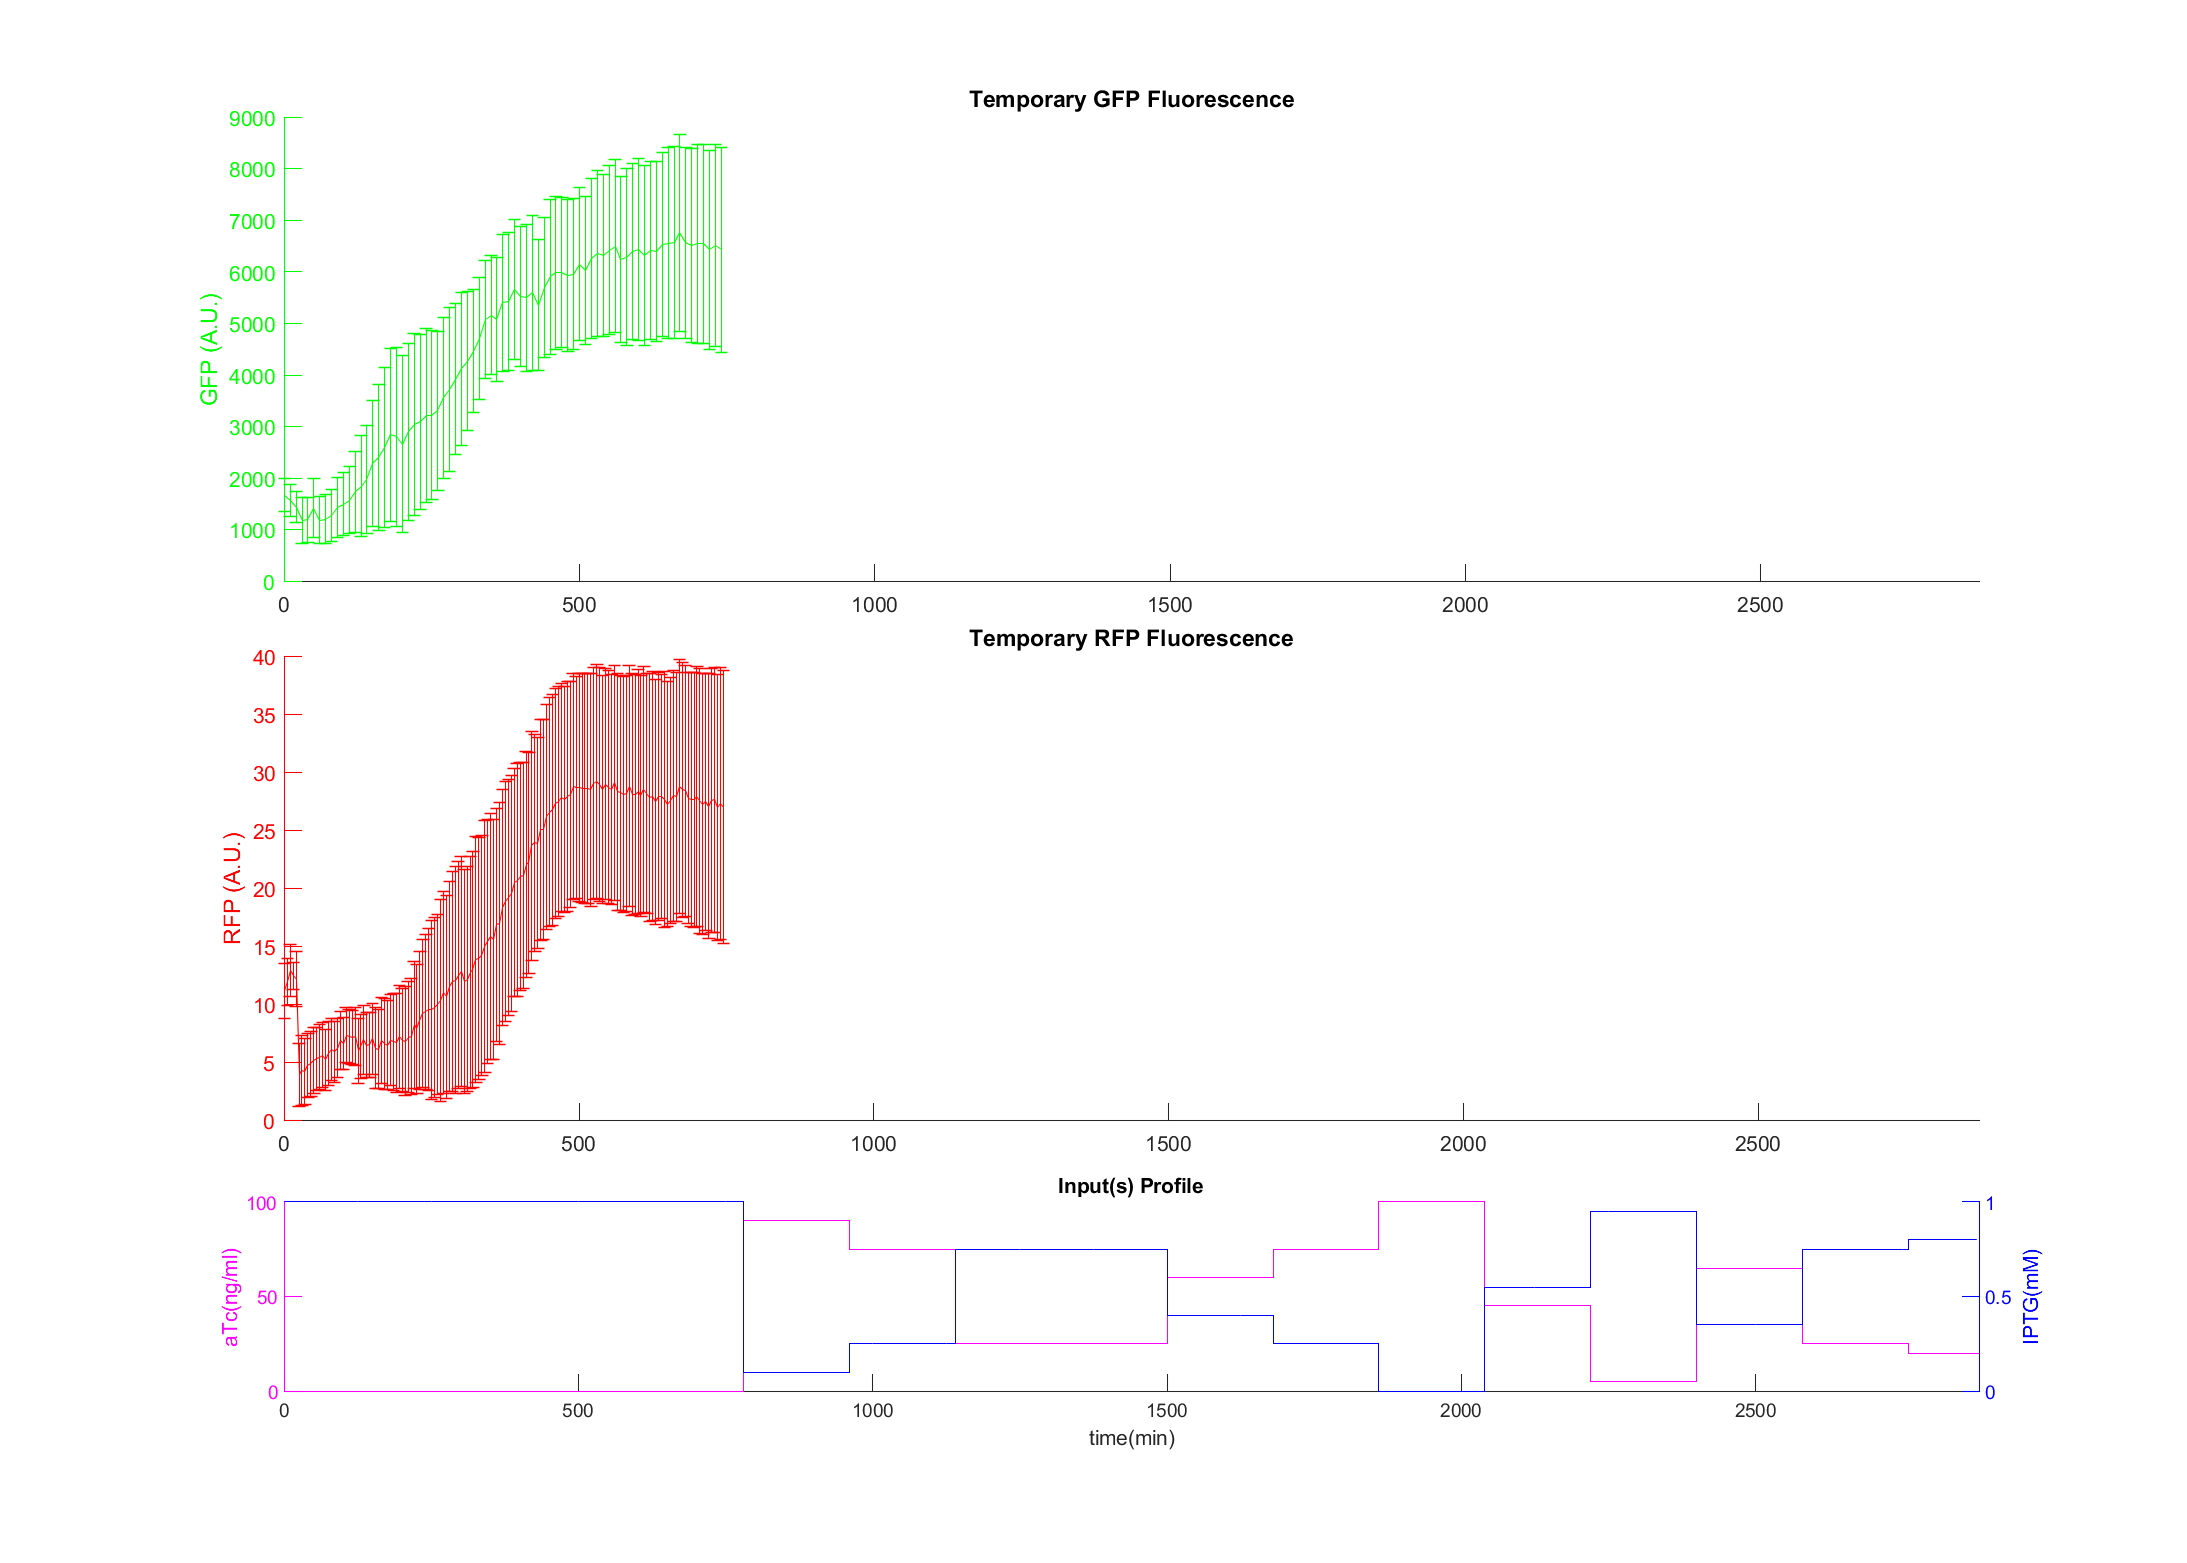 Temporary GFP Fluorescence
9000
8000
7000
6000
5000
4000
3000
2000
1000
0
GFP (A.U.)
0 500 1000 1500 2000 2500
Temporary RFP Fluorescence
40
35
30
25
20
15
10
5
0
RFP (A.U.)
0 500 1000 1500 2000 2500
Input(s) Profile
100
50
0
aTc(ng/ml)
1
0.5
0
IPTG(mM)
0 500 1000 1500 2000 2500
time(min)